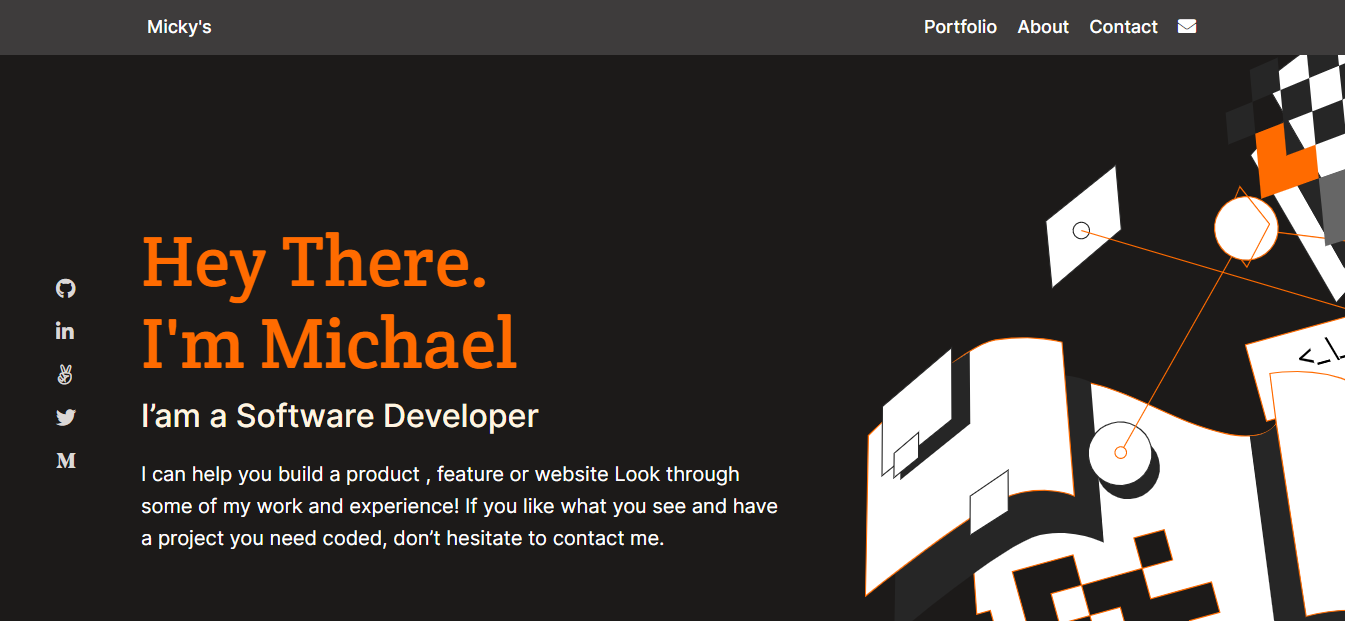 Micky's
Portfolio About Contact
Hey There.
I'm Michael
I’am a Software Developer
I can help you build a product , feature or website Look through
some of my work and experience! If you like what you see and have
a project you need coded, don’t hesitate to contact me.